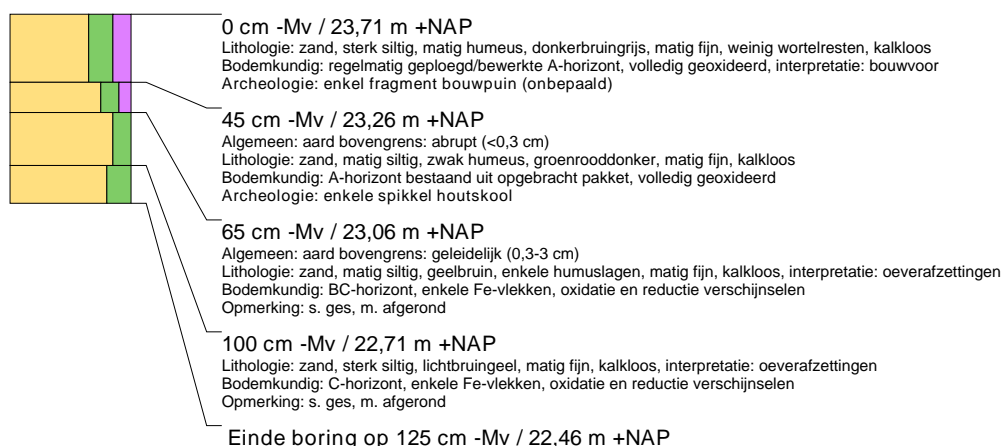 0 cm -Mv / 23,71 m +NAP
Lithologie: zand, sterk siltig, matig humeus, donkerbruingrijs, matig fijn, weinig wortelresten, kalkloos
Bodemkundig: regelmatig geploegd/bewerkte A-horizont, volledig geoxideerd, interpretatie: bouwvoor
Archeologie: enkel fragment bouwpuin (onbepaald)
45 cm -Mv / 23,26 m +NAP
Algemeen: aard bovengrens: abrupt (<0,3 cm)
Lithologie: zand, matig siltig, zwak humeus, groenrooddonker, matig fijn, kalkloos
Bodemkundig: A-horizont bestaand uit opgebracht pakket, volledig geoxideerd
Archeologie: enkele spikkel houtskool
65 cm -Mv / 23,06 m +NAP
Algemeen: aard bovengrens: geleidelijk (0,3-3 cm)
Lithologie: zand, matig siltig, geelbruin, enkele humuslagen, matig fijn, kalkloos, interpretatie: oeverafzettingen
Bodemkundig: BC-horizont, enkele Fe-vlekken, oxidatie en reductie verschijnselen
Opmerking: s. ges, m. afgerond
100 cm -Mv / 22,71 m +NAP
Lithologie: zand, sterk siltig, lichtbruingeel, matig fijn, kalkloos, interpretatie: oeverafzettingen
Bodemkundig: C-horizont, enkele Fe-vlekken, oxidatie en reductie verschijnselen
Opmerking: s. ges, m. afgerond
Einde boring op 125 cm -Mv / 22,46 m +NAP